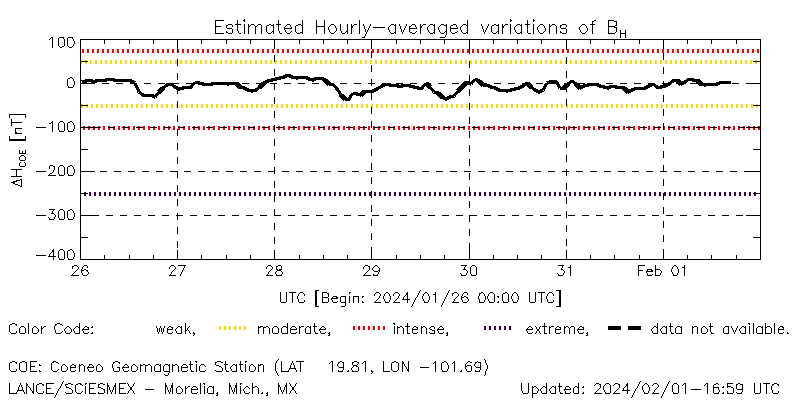 Estimated Hourly-averaged variations of B_H
100
0
-100
-200
-300
-400
ΔH_COE [nT]
26 27 28 29 30 31 Feb 01
UTC [Begin: 2024/01/26 00:00 UTC]
Color Code: weak, moderate, intense, extreme, data not available.
COE: Coeneo Geomagnetic Station (LAT 19.81, LON -101.69)
LANCE/SCiESMEX - Morelia, Mich., MX Updated: 2024/02/01-16:59 UTC